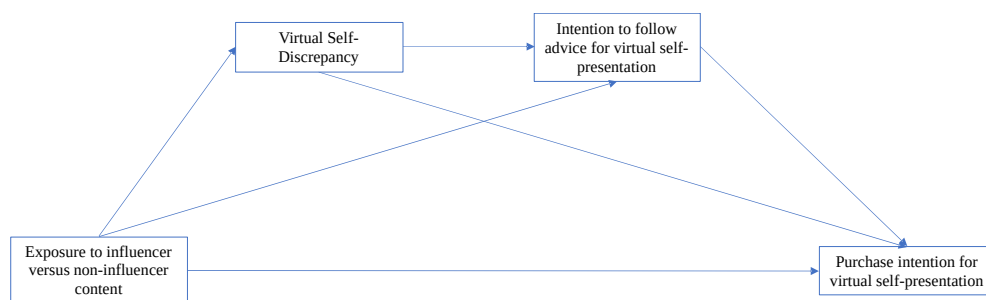 Virtual Self-
Discrepancy
Intention to follow
advice for virtual self-
presentation
Exposure to influencer
versus non-influencer
content
Purchase intention for
virtual self-presentation